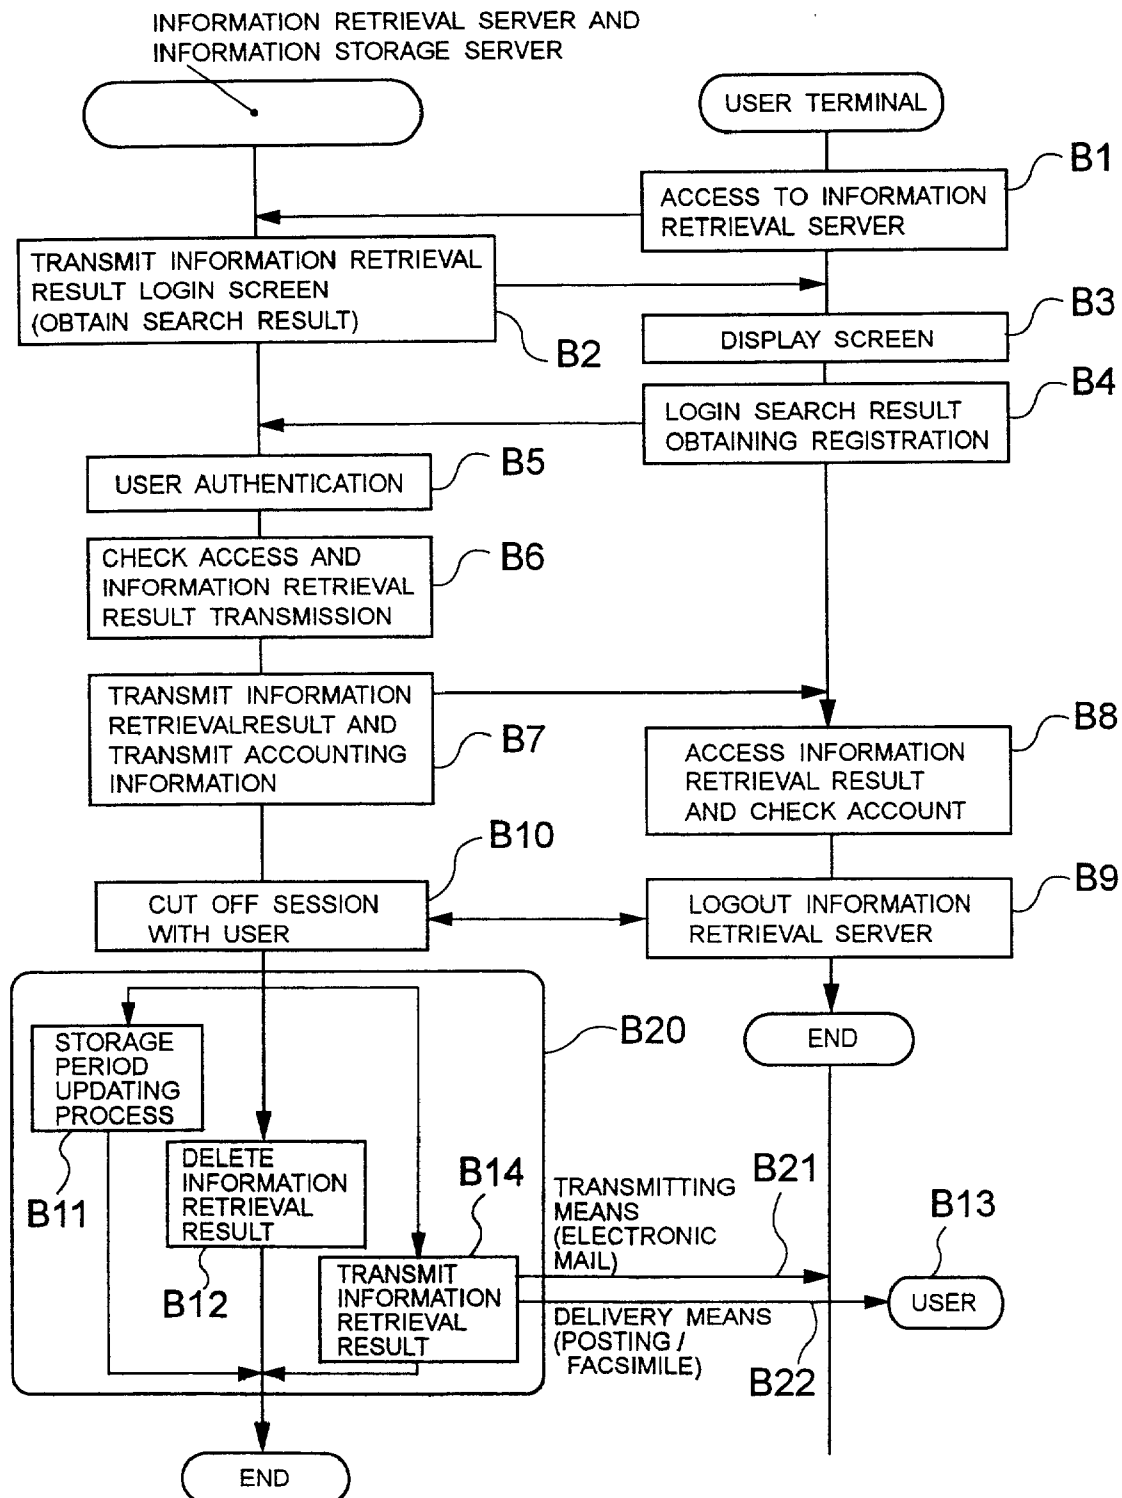 INFORMATION RETRIEVAL SERVER AND
INFORMATION STORAGE SERVER
USER TERMINAL
B1
ACCESS TO INFORMATION
RETRIEVAL SERVER
TRANSMIT INFORMATION RETRIEVAL
RESULT LOGIN SCREEN
(OBTAIN SEARCH RESULT)
B2
B3
DISPLAY SCREEN
B4
LOGIN SEARCH RESULT
OBTAINING REGISTRATION
B5
USER AUTHENTICATION
B6
CHECK ACCESS AND
INFORMATION RETRIEVAL
RESULT TRANSMISSION
TRANSMIT INFORMATION
RETRIEVALRESULT AND
TRANSMIT ACCOUNTING
INFORMATION
B7
B8
ACCESS INFORMATION
RETRIEVAL RESULT
AND CHECK ACCOUNT
B10
CUT OFF SESSION
WITH USER
B9
LOGOUT INFORMATION
RETRIEVAL SERVER
B20
END
STORAGE
PERIOD
UPDATING
PROCESS
B11
DELETE
INFORMATION
RETRIEVAL
RESULT
B12
B14
TRANSMIT
INFORMATION
RETRIEVAL
RESULT
TRANSMITTING
MEANS
(ELECTRONIC
MAIL)
B21
B13
USER
DELIVERY MEANS
(POSTING /
FACSIMILE)
B22
END